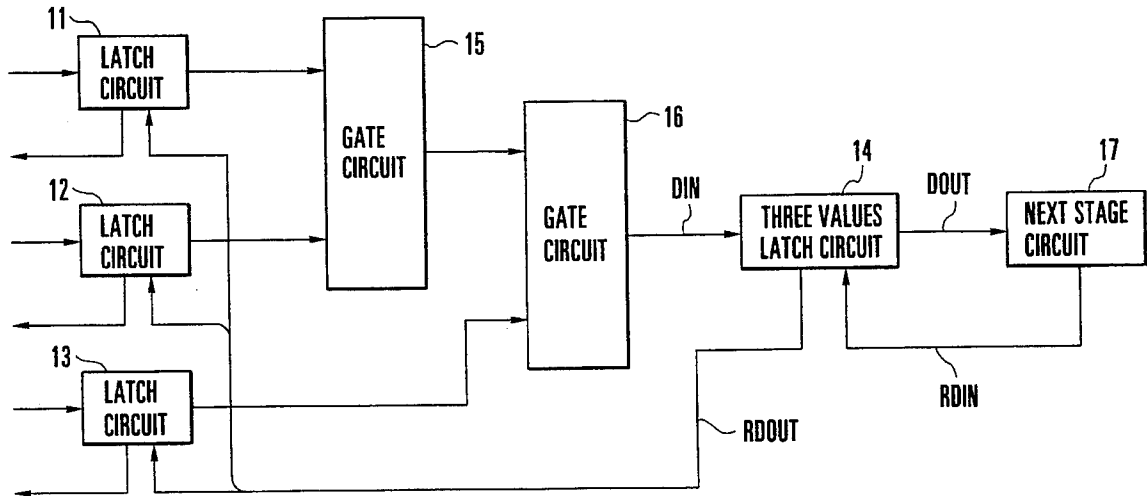 11
LATCH
CIRCUIT
15
GATE
CIRCUIT
16
GATE
CIRCUIT
12
LATCH
CIRCUIT
DIN
14
THREE VALUES
LATCH CIRCUIT
DOUT
17
NEXT STAGE
CIRCUIT
13
LATCH
CIRCUIT
RDIN
RDOUT